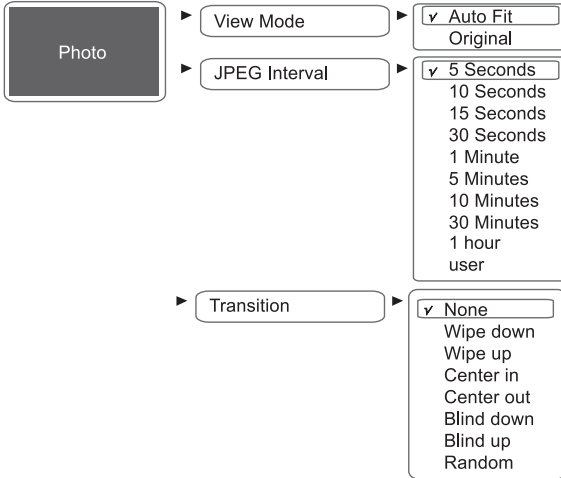 Photo
View Mode
✓ Auto Fit
Original
JPEG Interval
✓ 5 Seconds
10 Seconds
15 Seconds
30 Seconds
1 Minute
5 Minutes
10 Minutes
30 Minutes
1 hour
user
Transition
✓ None
Wipe down
Wipe up
Center in
Center out
Blind down
Blind up
Random